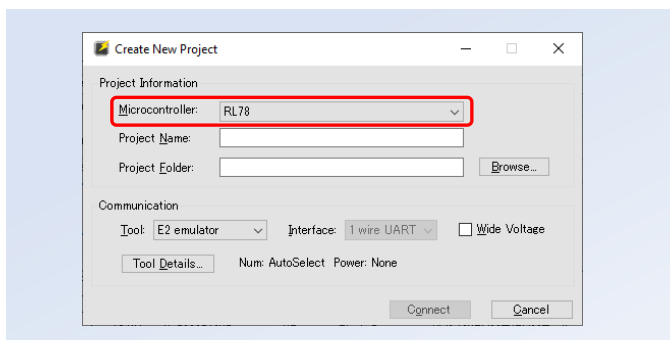 Create New Project
Project Information
Microcontroller: RL78
Project Name:
Project Folder: Browse...
Communication
Tool: E2 emulator Interface: 1 wire UART Wide Voltage
Tool Details... Num: AutoSelect Power: None
Connect Cancel